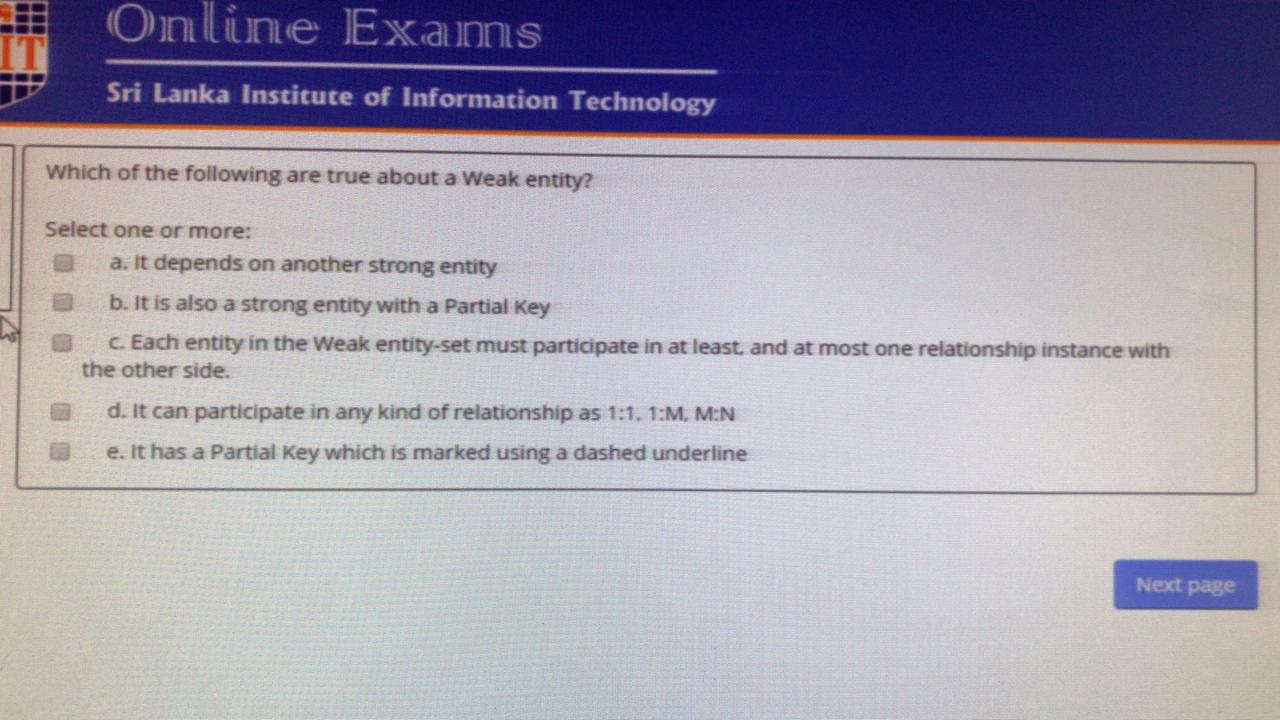 Online Exams
IT
Sri Lanka Institute of Information Technology
Which of the following are true about a Weak entity?
Select one or more:
a. It depends on another strong entity
b. It is also a strong entity with a Partial Key
c. Each entity in the Weak entity-set must participate in at least, and at most one relationship instance with
the other side.
d. It can participate in any kind of relationship as 1:1, 1:M, M:N
e. It has a Partial Key which is marked using a dashed underline
Next page